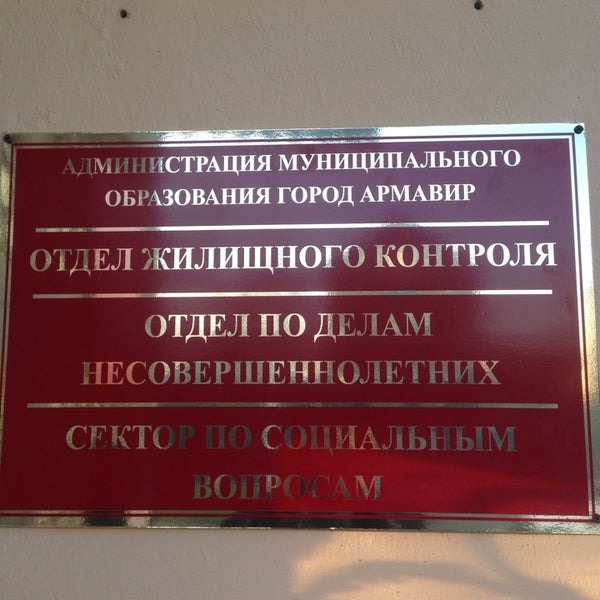 АДМИНИСТРАЦИЯ МУНИЦИПАЛЬНОГО
ОБРАЗОВАНИЯ ГОРОД АРМАВИР
ОТДЕЛ ЖИЛИЩНОГО КОНТРОЛЯ
ОТДЕЛ ПО ДЕЛАМ
НЕСОВЕРШЕННОЛЕТНИХ
СЕКТОР ПО СОЦИАЛЬНЫМ
ВОПРОСАМ